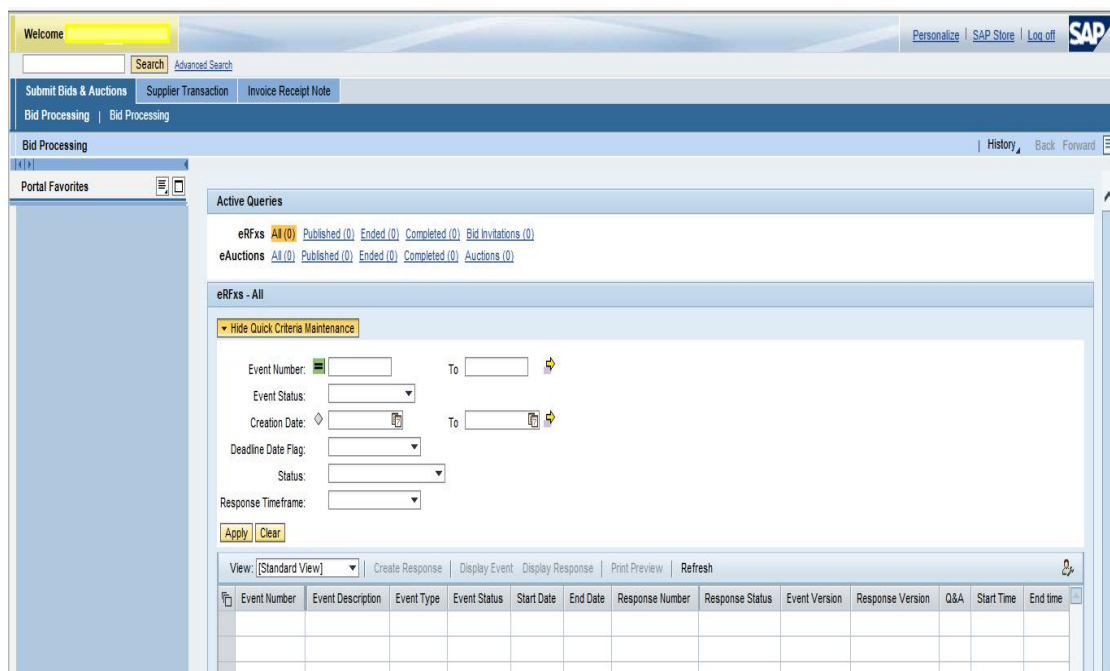 Welcome
Personalize | SAP Store | Log off
SAP
Search Advanced Search
Submit Bids & Auctions Supplier Transaction Invoice Receipt Note
Bid Processing | Bid Processing
Bid Processing
| History Back Forward
Portal Favorites
Active Queries
eRFxs All (0) Published (0) Ended (0) Completed (0) Bid Invitations (0)
eAuctions All (0) Published (0) Ended (0) Completed (0) Auctions (0)
eRFxs - All
Hide Quick Criteria Maintenance
Event Number: To
Event Status:
Creation Date: To
Deadline Date Flag:
Status:
Response Timeframe:
Apply Clear
View: [Standard View] | Create Response | Display Event Display Response | Print Preview | Refresh
Event Number Event Description Event Type Event Status Start Date End Date Response Number Response Status Event Version Response Version Q&A Start Time End time